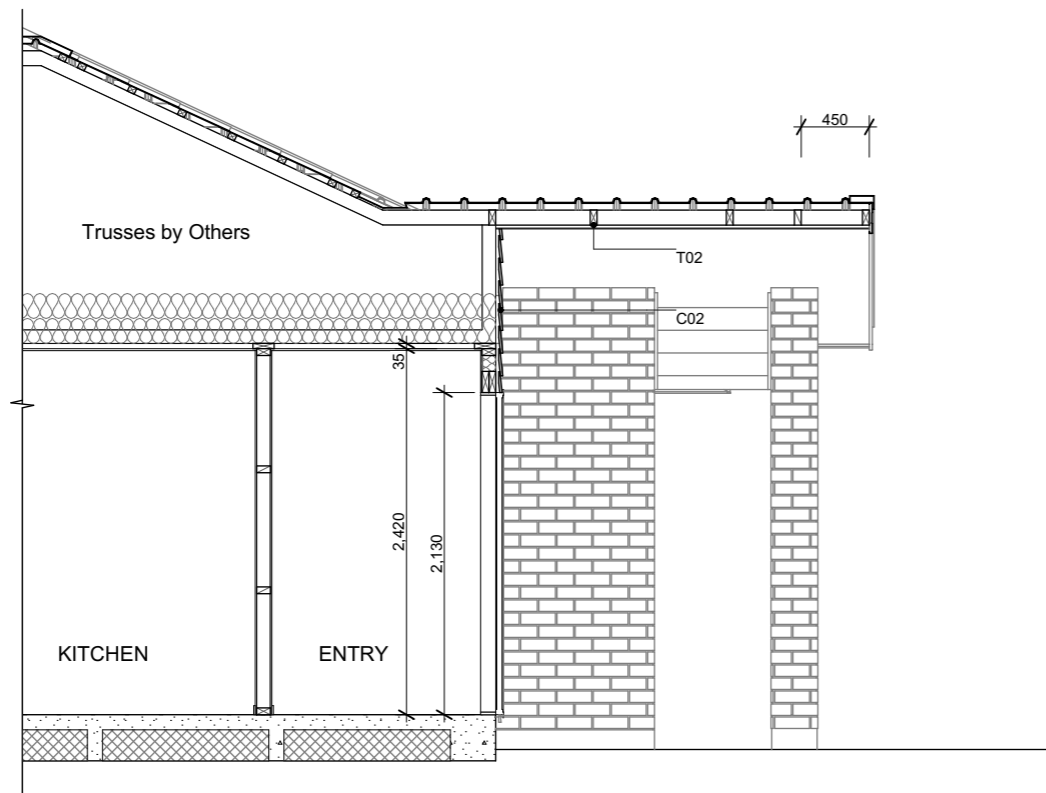 450
Trusses by Others
T02
C02
35
2,420
2,130
KITCHEN
ENTRY